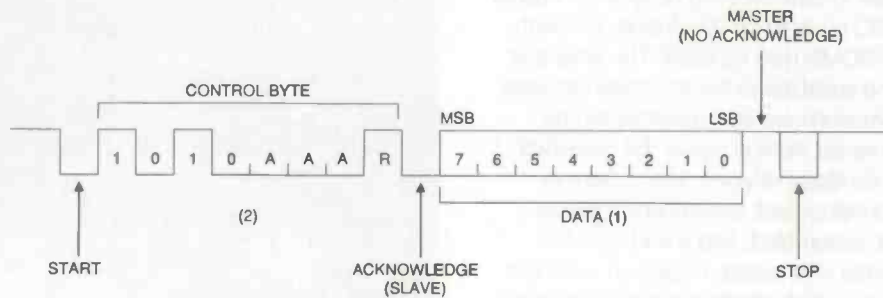 MASTER
(NO ACKNOWLEDGE)
CONTROL BYTE
MSB
LSB
1 0 1 0 A A A R
7 6 5 4 3 2 1 0
(2)
DATA (1)
START
ACKNOWLEDGE
(SLAVE)
STOP